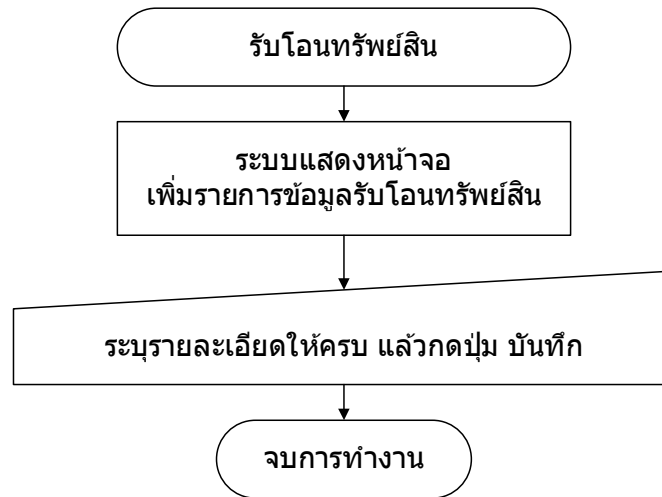 รับโอนทรัพย์สิน
ระบบแสดงหน้าจอ
เพิ่มรายการข้อมูลรับโอนทรัพย์สิน
ระบุรายละเอียดให้ครบ แล้วกดปุ่ม บันทึก
จบการทำงาน